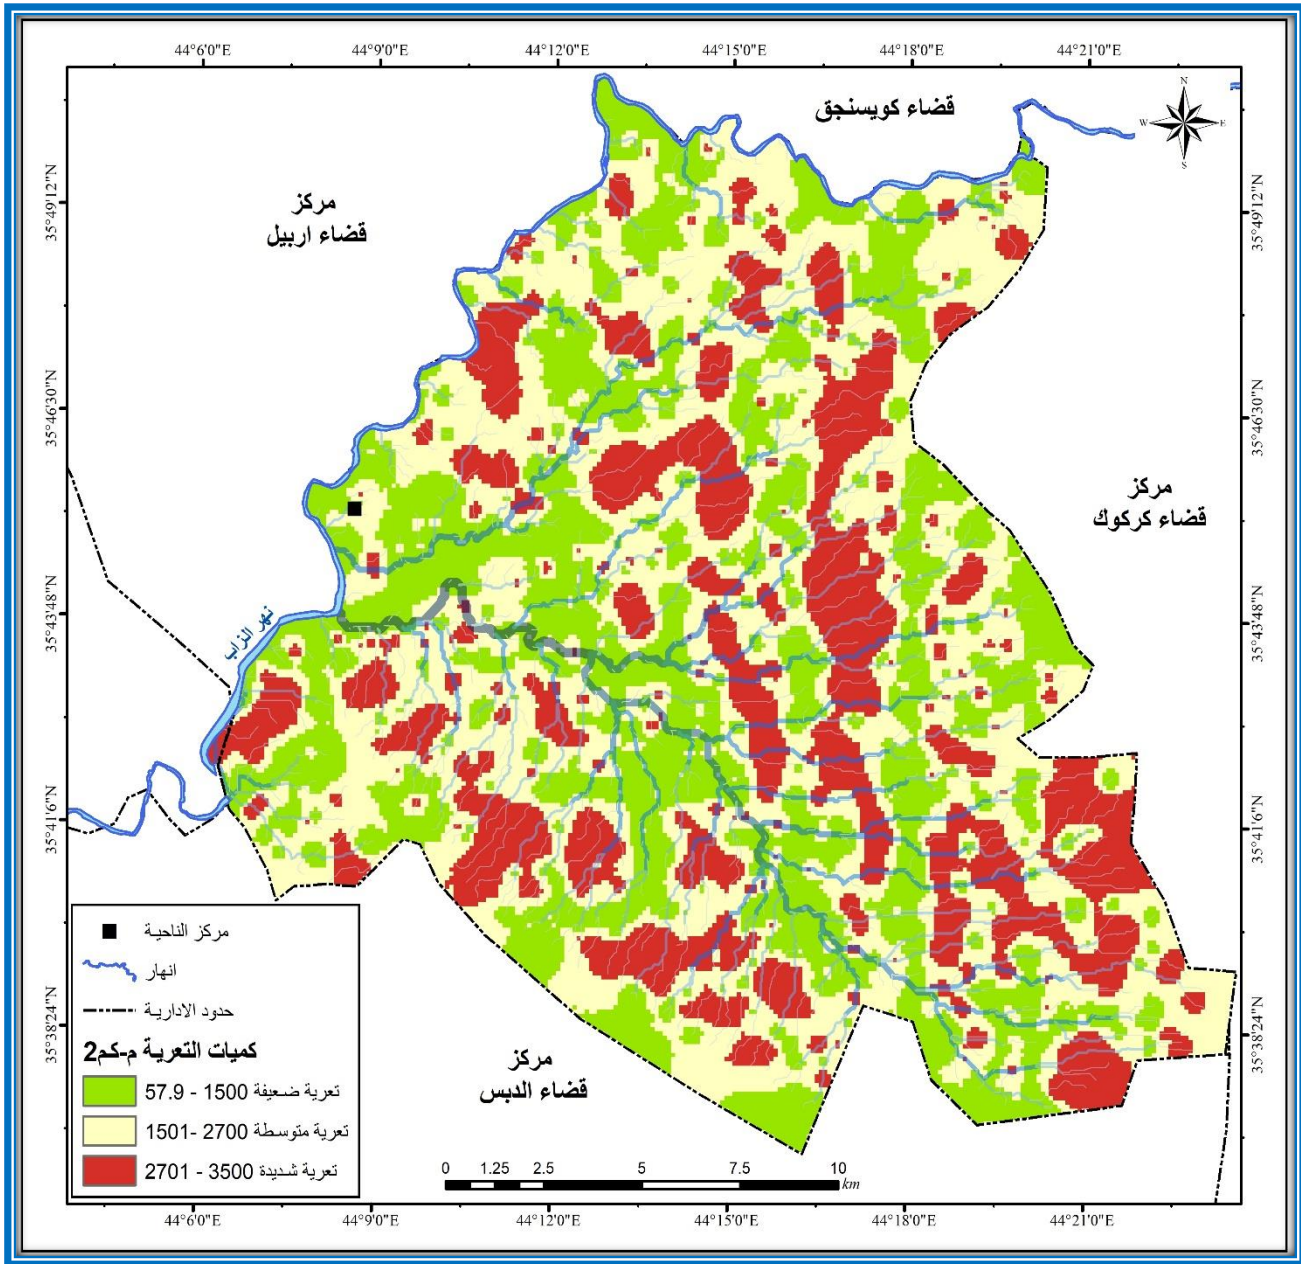 44°6'0"E 44°9'0"E 44°12'0"E 44°15'0"E 44°18'0"E 44°21'0"E
N
W E
S
قضاء كويسنجق
35°49'12"N
35°49'12"N
مركز
قضاء اربيل
35°46'30"N
35°46'30"N
مركز
قضاء كركوك
35°43'48"N
35°43'48"N
نهر الزاب
35°41'6"N
35°41'6"N
35°38'24"N
35°38'24"N
مركز
قضاء الدبس
مركز الناحية
انهار
حدود الادارية
كميات التعرية م-كم2
تعرية ضعيفة 1500 - 57.9
تعرية متوسطة 2700 -1501
تعرية شديدة 3500 - 2701
0 1.25 2.5 5 7.5 10
km
44°6'0"E 44°9'0"E 44°12'0"E 44°15'0"E 44°18'0"E 44°21'0"E